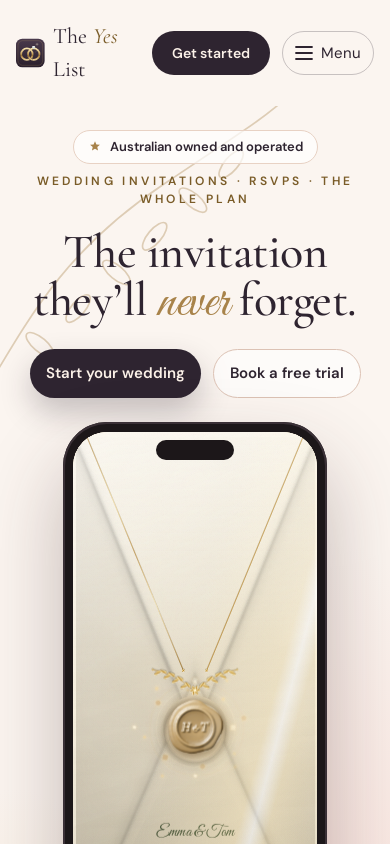 The Yes
List
Get started
Menu
Australian owned and operated
WEDDING INVITATIONS · RSVPS · THE
WHOLE PLAN
The invitation
they’ll never forget.
Start your wedding
Book a free trial
H&T
Emma & Tom